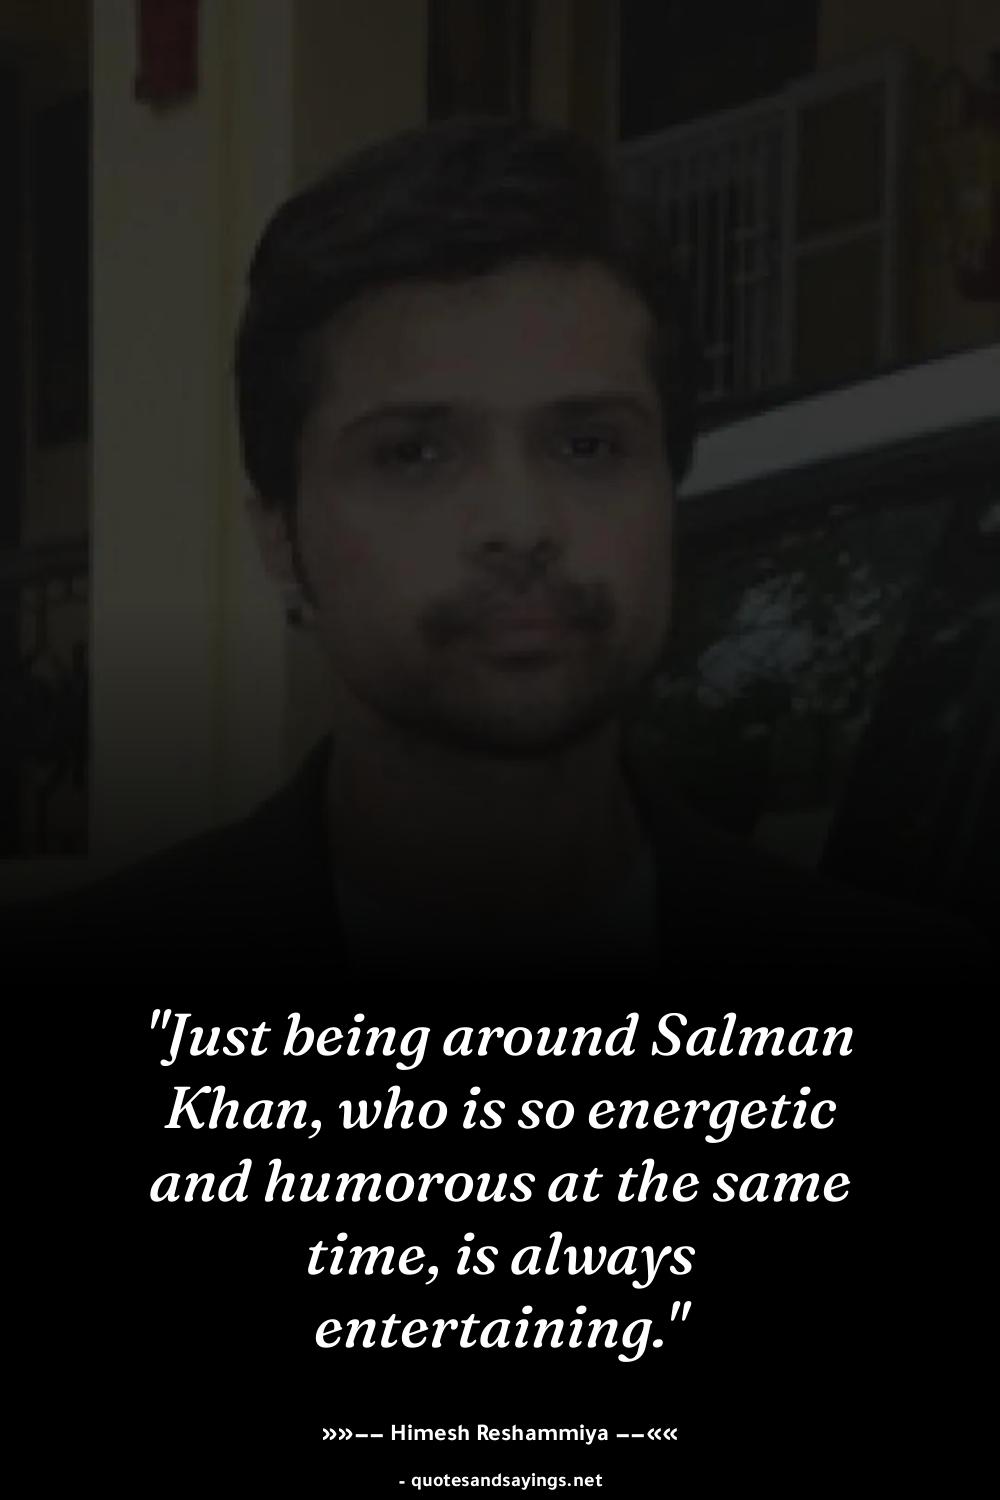 "Just being around Salman
Khan, who is so energetic
and humorous at the same
time, is always
entertaining."
»»–– Himesh Reshammiya ––««
- quotesandsayings.net